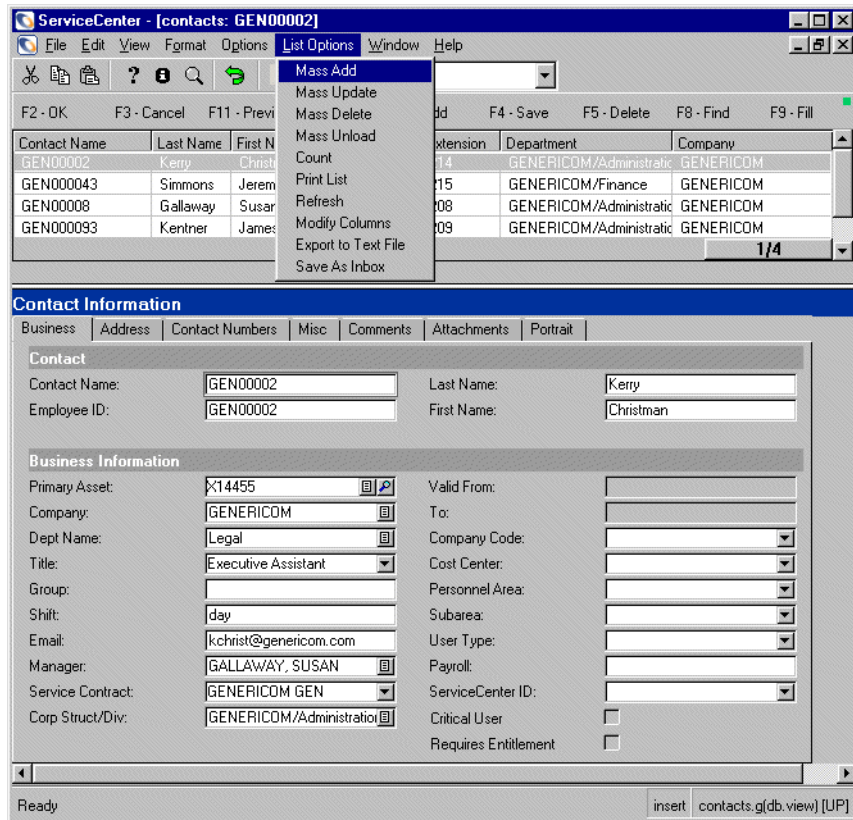 ServiceCenter - [contacts: GEN00002]
File Edit View Format Options List Options Window Help
Mass Add
Mass Update
Mass Delete
Mass Unload
Count
Print List
Refresh
Modify Columns
Export to Text File
Save As Inbox
F2 - OK F3 - Cancel F11 - Previ dd F4 - Save F5 - Delete F8 - Find F9 - Fill
Contact Name Last Name First N xtension Department Company
GEN00002 Kerry Christ 14 GENERICOM/Administratic GENERICOM
GEN000043 Simmons Jerem 15 GENERICOM/Finance GENERICOM
GEN00008 Gallaway Susar 08 GENERICOM/Administratic GENERICOM
GEN000093 Kentner James 09 GENERICOM/Administratic GENERICOM
1/4
Contact Information
Business Address Contact Numbers Misc Comments Attachments Portrait
Contact
Contact Name: GEN00002 Last Name: Kerry
Employee ID: GEN00002 First Name: Christman
Business Information
Primary Asset: X14455 Valid From:
Company: GENERICOM To:
Dept Name: Legal Company Code:
Title: Executive Assistant Cost Center:
Group: Personnel Area:
Shift: day Subarea:
Email: kchrist@genericom.com User Type:
Manager: GALLAWAY, SUSAN Payroll:
Service Contract: GENERICOM GEN ServiceCenter ID:
Corp Struct/Div: GENERICOM/Administration Critical User
Requires Entitlement
Ready insert contacts.g(db.view) [UP]